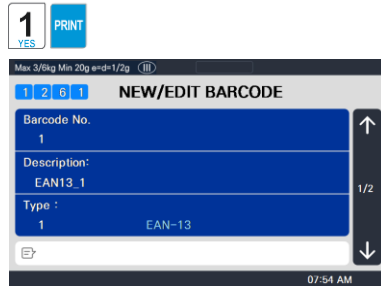 1
YES
PRINT
Max 3/6kg Min 20g e=d=1/2g III
1 2 6 1 NEW/EDIT BARCODE
Barcode No.
1
Description:
EAN13_1
1/2
Type :
1 EAN-13
07:54 AM